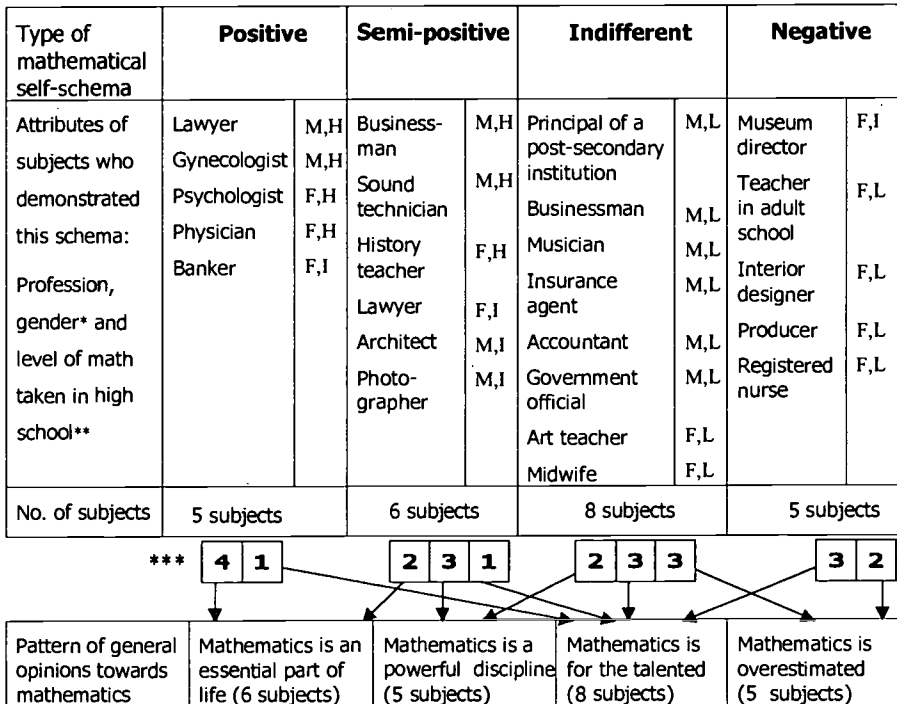 Type of
mathematical
self-schema
Positive
Semi-positive
Indifferent
Negative
Attributes of
subjects who
demonstrated
this schema:
Profession,
gender* and
level of math
taken in high
school**
Lawyer M,H
Gynecologist M,H
Psychologist F,H
Physician F,H
Banker F,I
Business-
man M,H
Sound
technician M,H
History
teacher F,H
Lawyer F,I
Architect M,I
Photo-
grapher M,I
Principal of a M,L
post-secondary
institution
Businessman M,L
Musician M,L
Insurance
agent M,L
Accountant M,L
Government
official M,L
Art teacher F,L
Midwife F,L
Museum F,I
director
Teacher
in adult F,L
school
Interior
designer F,L
Producer F,L
Registered
nurse F,L
No. of subjects 5 subjects 6 subjects 8 subjects 5 subjects
*** 4 1 2 3 1 2 3 3 3 2
Pattern of general
opinions towards
mathematics
Mathematics is an
essential part of
life (6 subjects)
Mathematics is a
powerful discipline
(5 subjects)
Mathematics is
for the talented
(8 subjects)
Mathematics is
overestimated
(5 subjects)